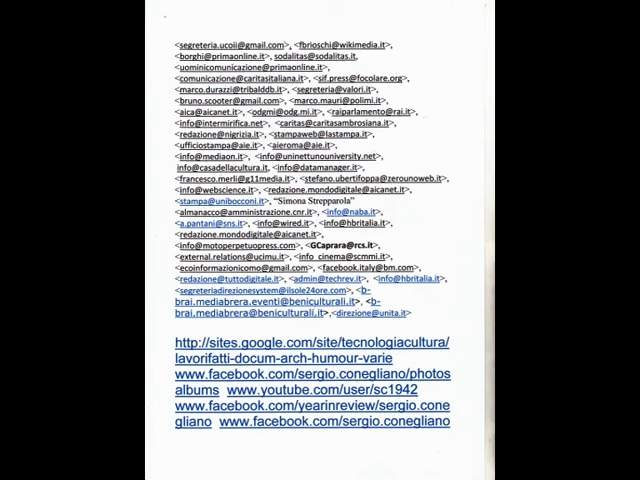 <segreteria.ucoii@gmail.com>, <fbrioschi@wikimedia.it>,
<borghi@primaonline.it>, sodalitas@sodalitas.it,
<uominicomunicazione@primaonline.it>,
<comunicazione@caritasitaliana.it>, <sif.press@focolare.org>,
<marco.durazzi@tribalddb.it>, <segreteria@valori.it>,
<bruno.scooter@gmail.com>, <marco.mauri@polimi.it>,
<aica@aicanet.it>, <odgmi@odg.mi.it>, <raiparlamento@rai.it>,
<info@intermirifica.net>, <caritas@caritasambrosiana.it>,
<redazione@nigrizia.it>, <stampaweb@lastampa.it>,
<ufficiostampa@aie.it>, <aieroma@aie.it>,
<info@mediaon.it>, <info@uninettunouniversity.net>,
info@casadellacultura.it, <info@datamanager.it>,
<francesco.merli@g11media.it>, <stefano.ubertifoppa@zerounoweb.it>,
<info@webscience.it>, <redazione.mondodigitale@aicanet.it>,
<stampa@unibocconi.it>, "Simona Strepparola"
<almanacco@amministrazione.cnr.it>, <info@naba.it>,
<a.pantani@sns.it>, <info@wired.it>, <info@hbritalia.it>,
<redazione.mondodigitale@aicanet.it>,
<info@motoperpetuopress.com>, <GCaprara@rcs.it>,
<external.relations@ucimu.it>, <info_cinema@scmmi.it>,
<ecoinformazionicomo@gmail.com>, <facebook.italy@bm.com>,
<redazione@tuttodigitale.it>, <admin@techrev.it>, <info@hbritalia.it>,
<segreteriadirezionesystem@ilsole24ore.com>, <b-
brai.mediabrera.eventi@beniculturali.it>, <b-
brai.mediabrera@beniculturali.it>, <direzione@unita.it>
http://sites.google.com/site/tecnologiacultura/
lavorifatti-docum-arch-humour-varie
www.facebook.com/sergio.conegliano/photos
albums www.youtube.com/user/sc1942
www.facebook.com/yearinreview/sergio.cone
gliano www.facebook.com/sergio.conegliano